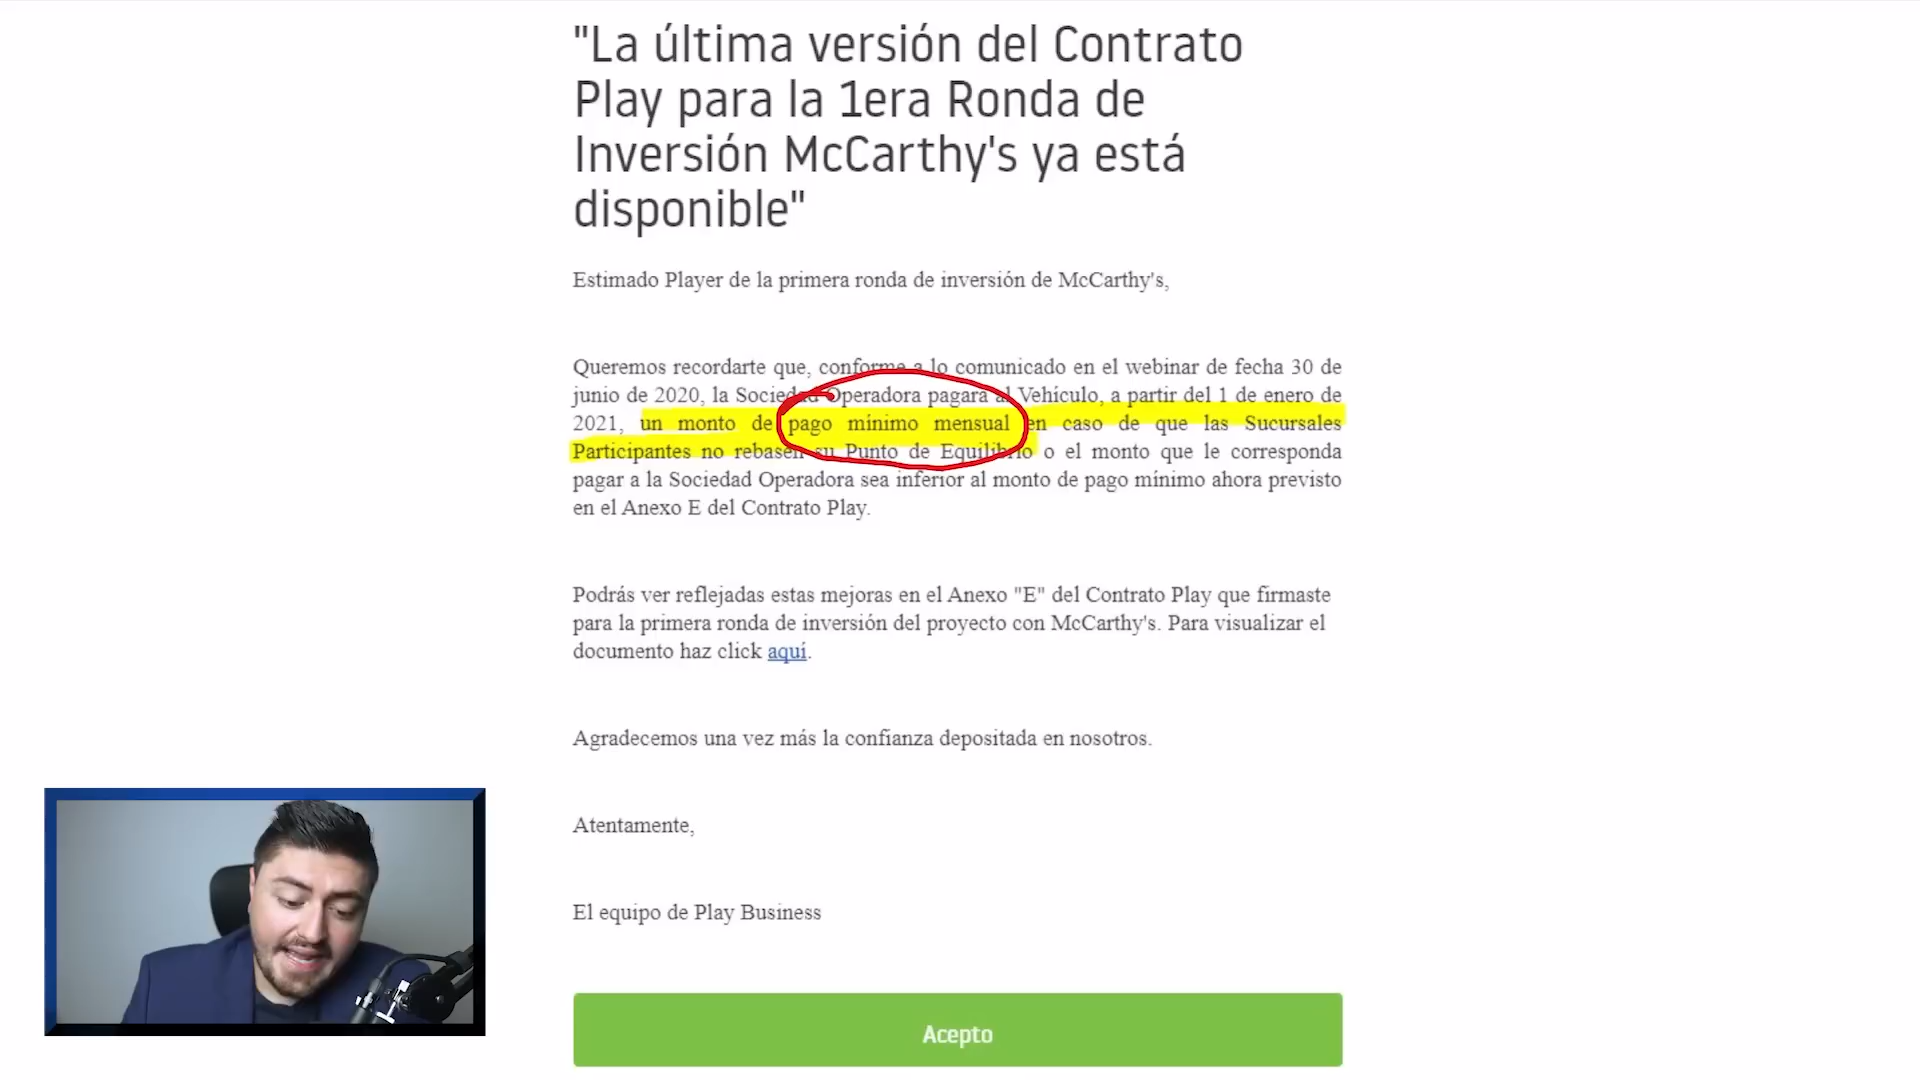 "La última versión del Contrato
Play para la 1era Ronda de
Inversión McCarthy's ya está
disponible"
Estimado Player de la primera ronda de inversión de McCarthy's,
Queremos recordarte que, conforme a lo comunicado en el webinar de fecha 30 de
junio de 2020, la Sociedad Operadora pagará al Vehículo, a partir del 1 de enero de
2021, un monto de pago mínimo mensual en caso de que las Sucursales
Participantes no rebasen su Punto de Equilibrio o el monto que le corresponda
pagar a la Sociedad Operadora sea inferior al monto de pago mínimo ahora previsto
en el Anexo E del Contrato Play.
Podrás ver reflejadas estas mejoras en el Anexo "E" del Contrato Play que firmaste
para la primera ronda de inversión del proyecto con McCarthy's. Para visualizar el
documento haz click aquí.
Agradecemos una vez más la confianza depositada en nosotros.
Atentamente,
El equipo de Play Business
Acepto